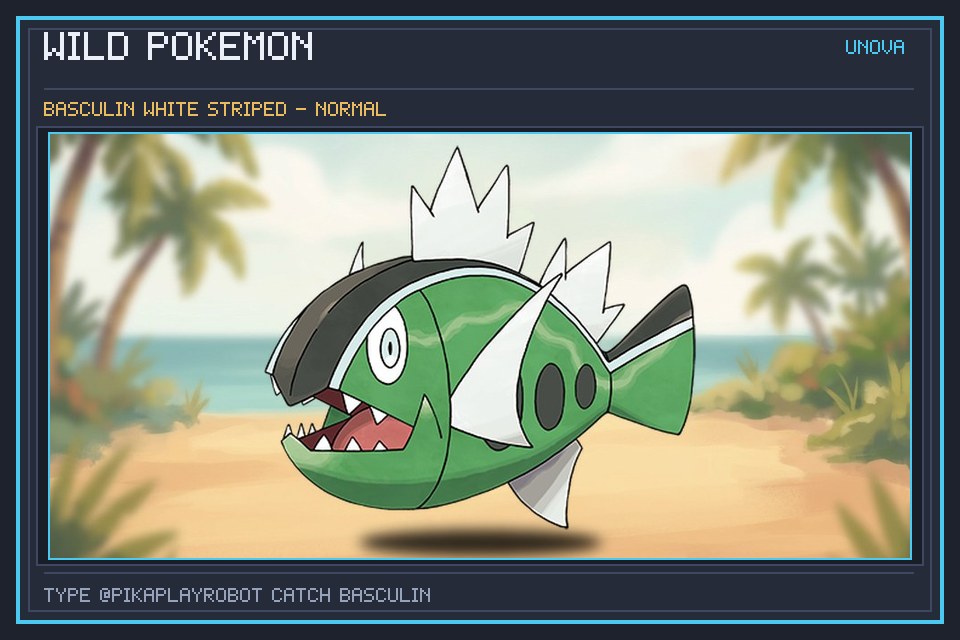 WILD POKEMON
UNOVA
BASCULIN WHITE STRIPED - NORMAL
TYPE @PIKAPLAYROBOT CATCH BASCULIN